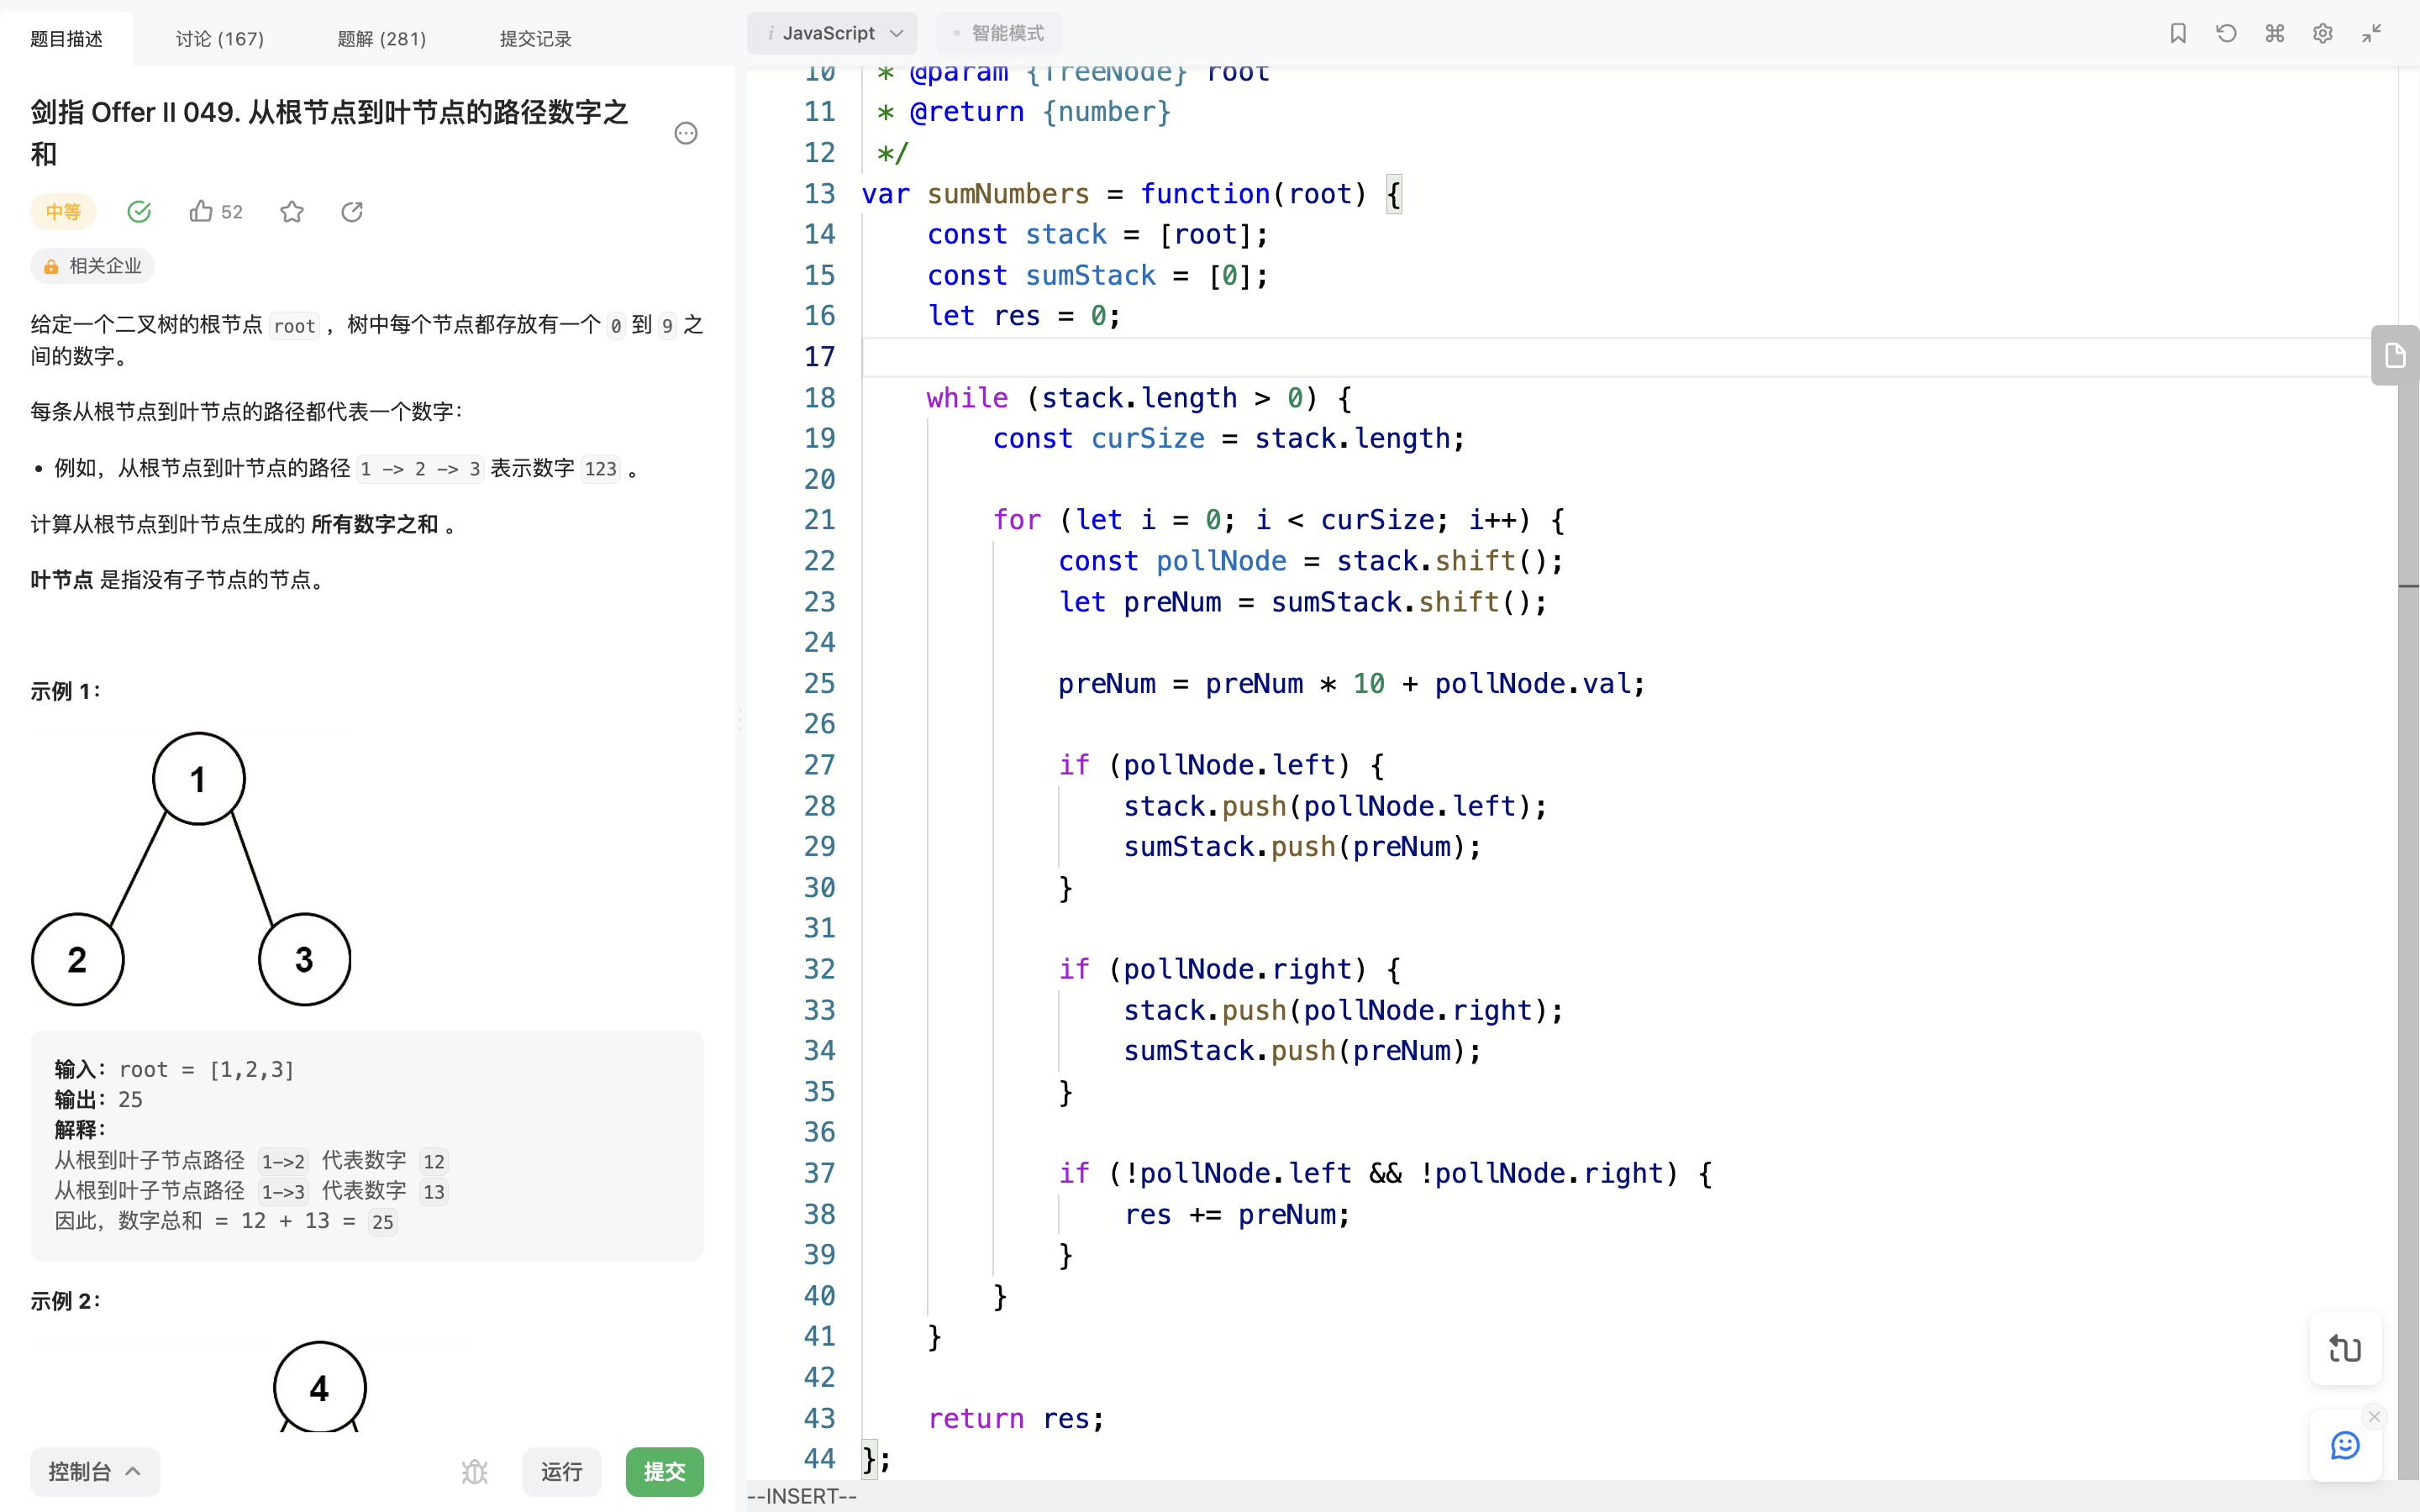 题目描述 讨论 (167) 题解 (281) 提交记录
剑指 Offer II 049. 从根节点到叶节点的路径数字之
和
中等 52
相关企业
给定一个二叉树的根节点 root ，树中每个节点都存放有一个 0 到 9 之
间的数字。
每条从根节点到叶节点的路径都代表一个数字：
• 例如，从根节点到叶节点的路径 1 -> 2 -> 3 表示数字 123 。
计算从根节点到叶节点生成的 所有数字之和 。
叶节点 是指没有子节点的节点。
示例 1：
1
2 3
输入：root = [1,2,3]
输出：25
解释：
从根到叶子节点路径 1->2 代表数字 12
从根到叶子节点路径 1->3 代表数字 13
因此，数字总和 = 12 + 13 = 25
示例 2：
4
控制台 运行 提交
i JavaScript 智能模式
10 * @param {TreeNode} root
11 * @return {number}
12 */
13 var sumNumbers = function(root) {
14 const stack = [root];
15 const sumStack = [0];
16 let res = 0;
17
18 while (stack.length > 0) {
19 const curSize = stack.length;
20
21 for (let i = 0; i < curSize; i++) {
22 const pollNode = stack.shift();
23 let preNum = sumStack.shift();
24
25 preNum = preNum * 10 + pollNode.val;
26
27 if (pollNode.left) {
28 stack.push(pollNode.left);
29 sumStack.push(preNum);
30 }
31
32 if (pollNode.right) {
33 stack.push(pollNode.right);
34 sumStack.push(preNum);
35 }
36
37 if (!pollNode.left && !pollNode.right) {
38 res += preNum;
39 }
40 }
41 }
42
43 return res;
44 };
--INSERT--